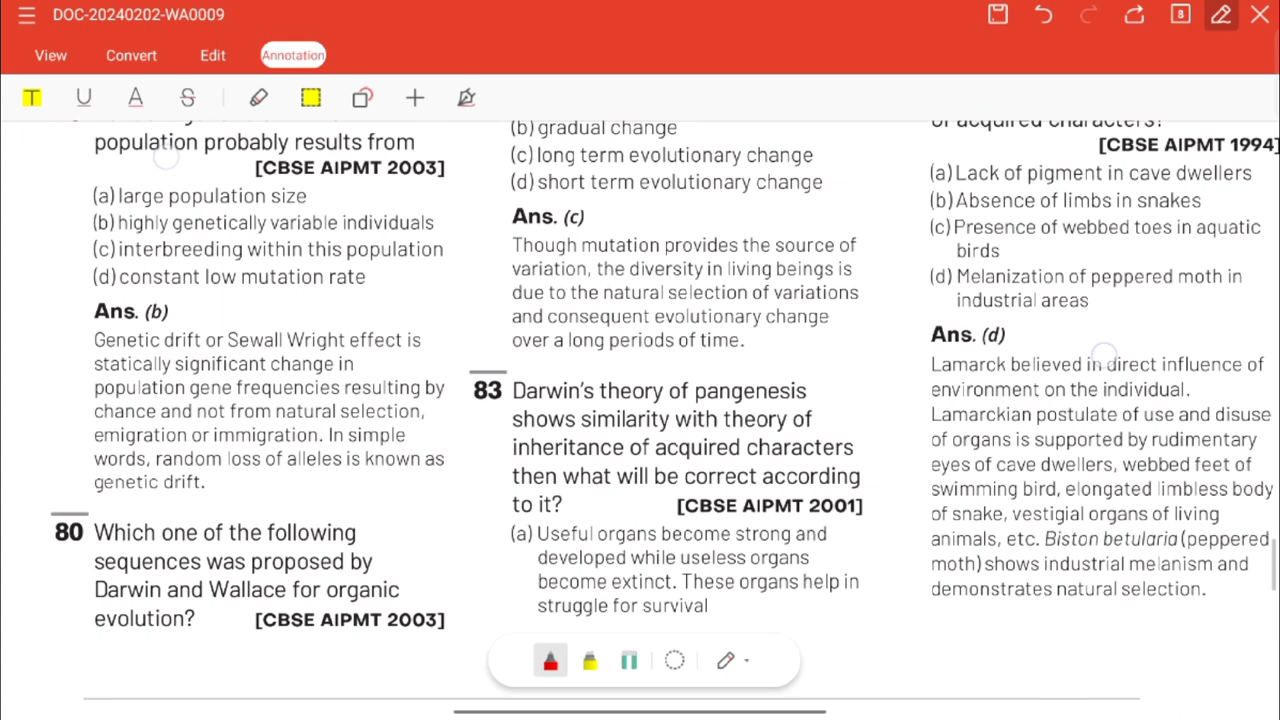 DOC-20240202-WA0009
8
View Convert Edit Annotation
T U A S
population probably results from
[CBSE AIPMT 2003]
(a) large population size
(b) highly genetically variable individuals
(c) interbreeding within this population
(d) constant low mutation rate
Ans. (b)
Genetic drift or Sewall Wright effect is
statically significant change in
population gene frequencies resulting by
chance and not from natural selection,
emigration or immigration. In simple
words, random loss of alleles is known as
genetic drift.
80 Which one of the following
sequences was proposed by
Darwin and Wallace for organic
evolution? [CBSE AIPMT 2003]
(b) gradual change
(c) long term evolutionary change
(d) short term evolutionary change
Ans. (c)
Though mutation provides the source of
variation, the diversity in living beings is
due to the natural selection of variations
and consequent evolutionary change
over a long periods of time.
83 Darwin's theory of pangenesis
shows similarity with theory of
inheritance of acquired characters
then what will be correct according
to it? [CBSE AIPMT 2001]
(a) Useful organs become strong and
developed while useless organs
become extinct. These organs help in
struggle for survival
of acquired characters?
[CBSE AIPMT 1994]
(a) Lack of pigment in cave dwellers
(b) Absence of limbs in snakes
(c) Presence of webbed toes in aquatic
birds
(d) Melanization of peppered moth in
industrial areas
Ans. (d)
Lamarck believed in direct influence of
environment on the individual.
Lamarckian postulate of use and disuse
of organs is supported by rudimentary
eyes of cave dwellers, webbed feet of
swimming bird, elongated limbless body
of snake, vestigial organs of living
animals, etc. Biston betularia (peppered
moth) shows industrial melanism and
demonstrates natural selection.